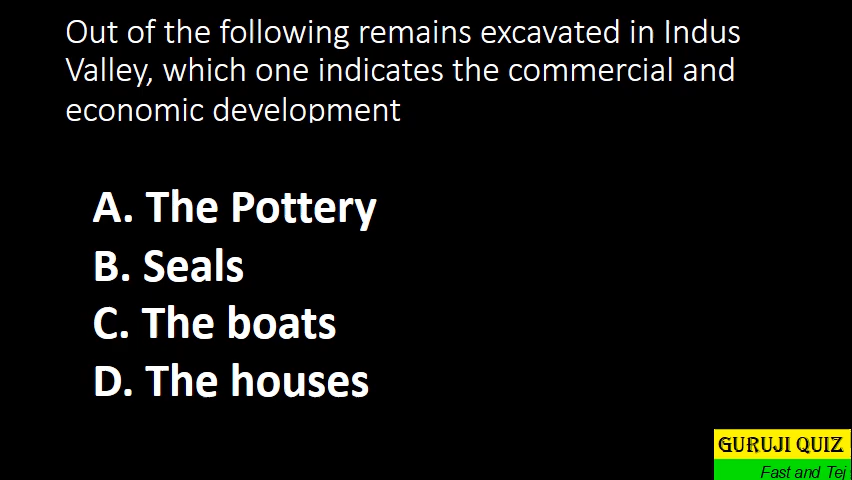 Out of the following remains excavated in Indus
Valley, which one indicates the commercial and
economic development
A. The Pottery
B. Seals
C. The boats
D. The houses
GURUJI QUIZ
Fast and Tej